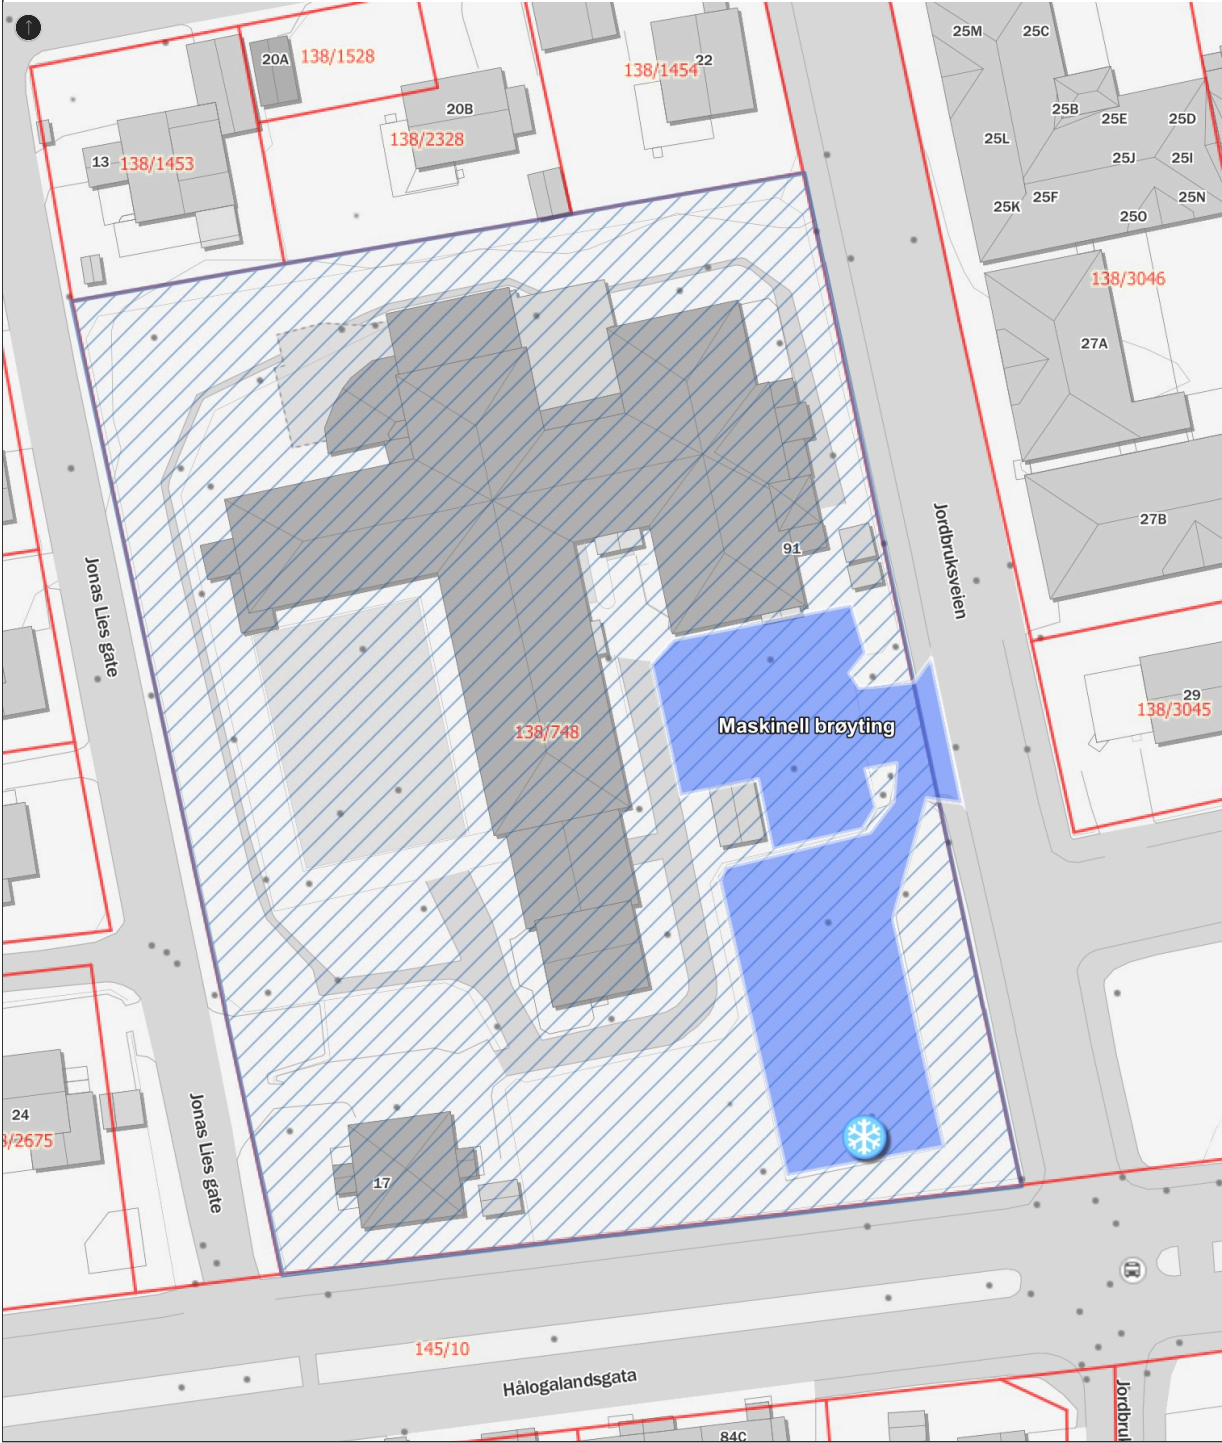 25M
25C
20A
138/1528
22
138/1454
20B
25B
25E
25D
138/2328
25L
13
138/1453
25J
25I
25F
25N
25K
25O
138/3046
27A
27B
Jordbruksveien
91
Jonas Lies gate
29
138/3045
Maskinell brøyting
138/748
24
/2675
Jonas Lies gate
17
145/10
Hålogalandsgata
Jordbruk
84C